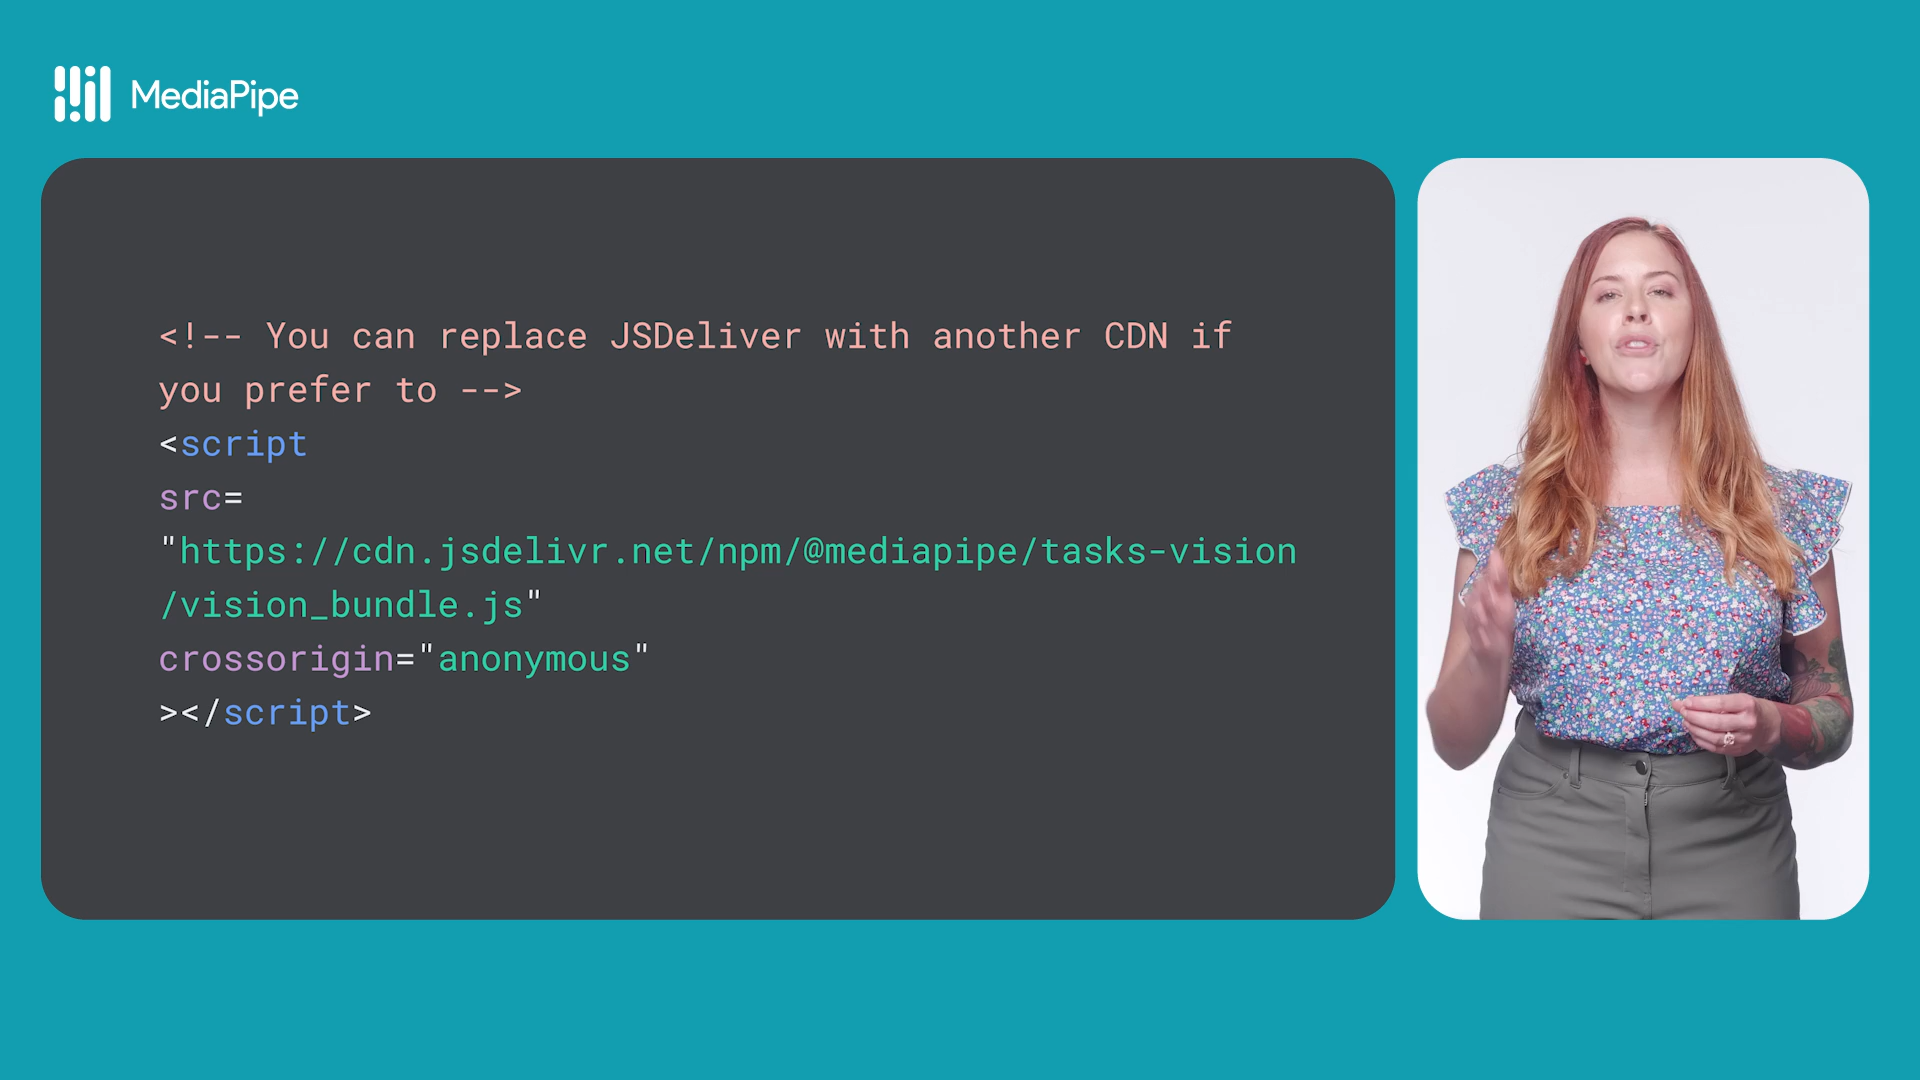 MediaPipe
<!-- You can replace JSDeliver with another CDN if
you prefer to -->
<script
src=
"https://cdn.jsdelivr.net/npm/@mediapipe/tasks-vision
/vision_bundle.js"
crossorigin="anonymous"
></script>